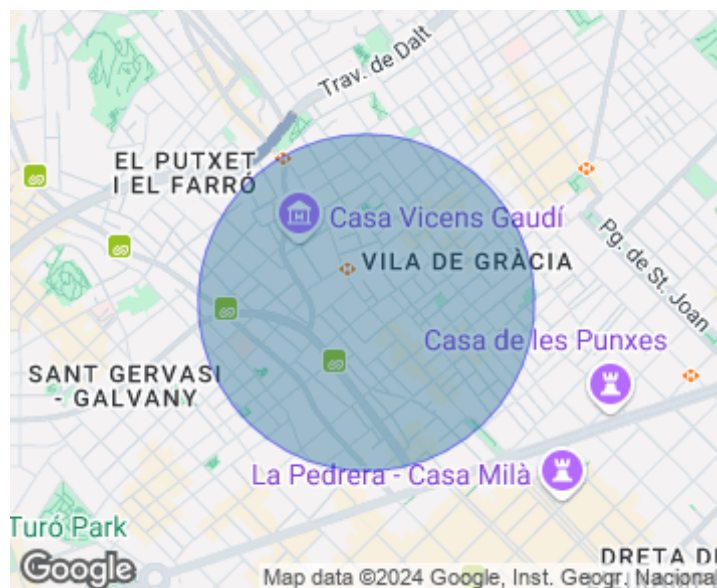 Trav. de Dalt
EL PUTXET
I EL FARRÓ
Casa Vicens Gaudí
VILA DE GRÀCIA
Pg. de St. Joan
Casa de les Punxes
SANT GERVASI
- GALVANY
La Pedrera - Casa Milà
Turó Park
DRETA DE
Google
Map data ©2024 Google, Inst. Geogr. Nacional